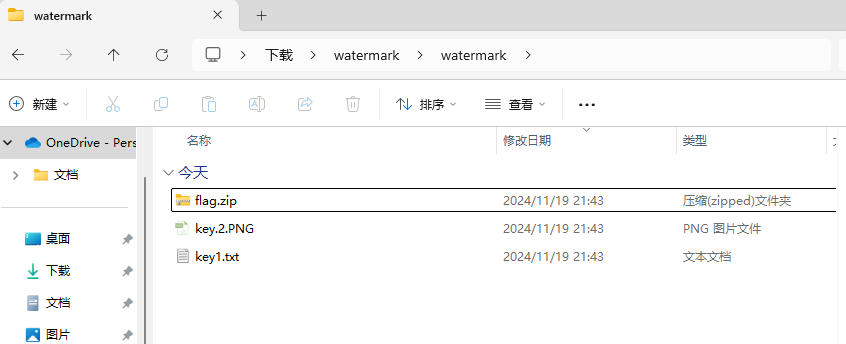 watermark
下载 watermark watermark
新建 排序 查看
OneDrive - Pers
文档
桌面
下载
文档
图片
名称 修改日期 类型
今天
flag.zip 2024/11/19 21:43 压缩(zipped)文件夹
key.2.PNG 2024/11/19 21:43 PNG 图片文件
key1.txt 2024/11/19 21:43 文本文档